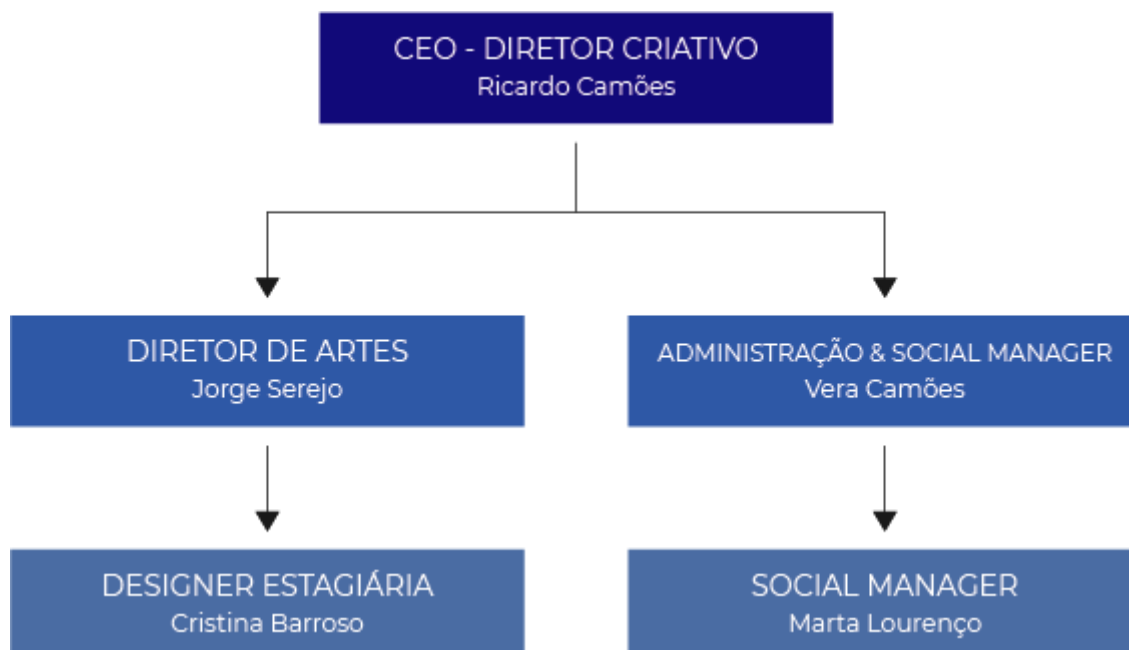 CEO - DIRETOR CRIATIVO
Ricardo Camões
DIRETOR DE ARTES
Jorge Serejo
ADMINISTRAÇÃO & SOCIAL MANAGER
Vera Camões
DESIGNER ESTAGIÁRIA
Cristina Barroso
SOCIAL MANAGER
Marta Lourenço